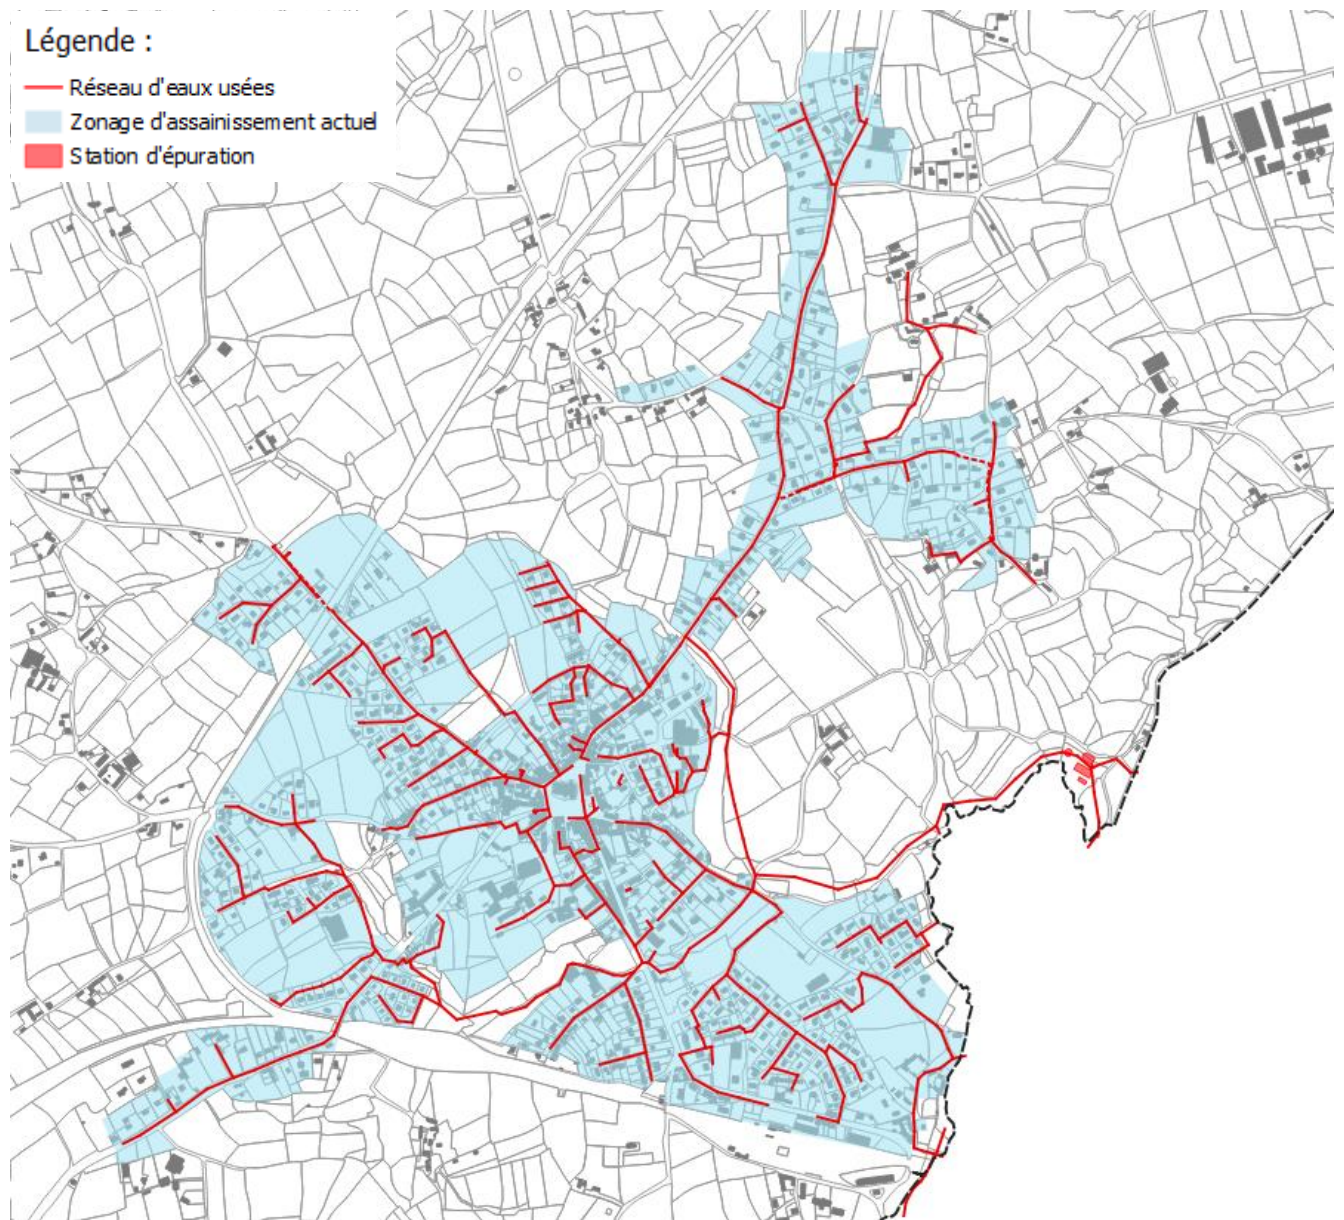 Légende :
Réseau d'eaux usées
Zonage d'assainissement actuel
Station d'épuration